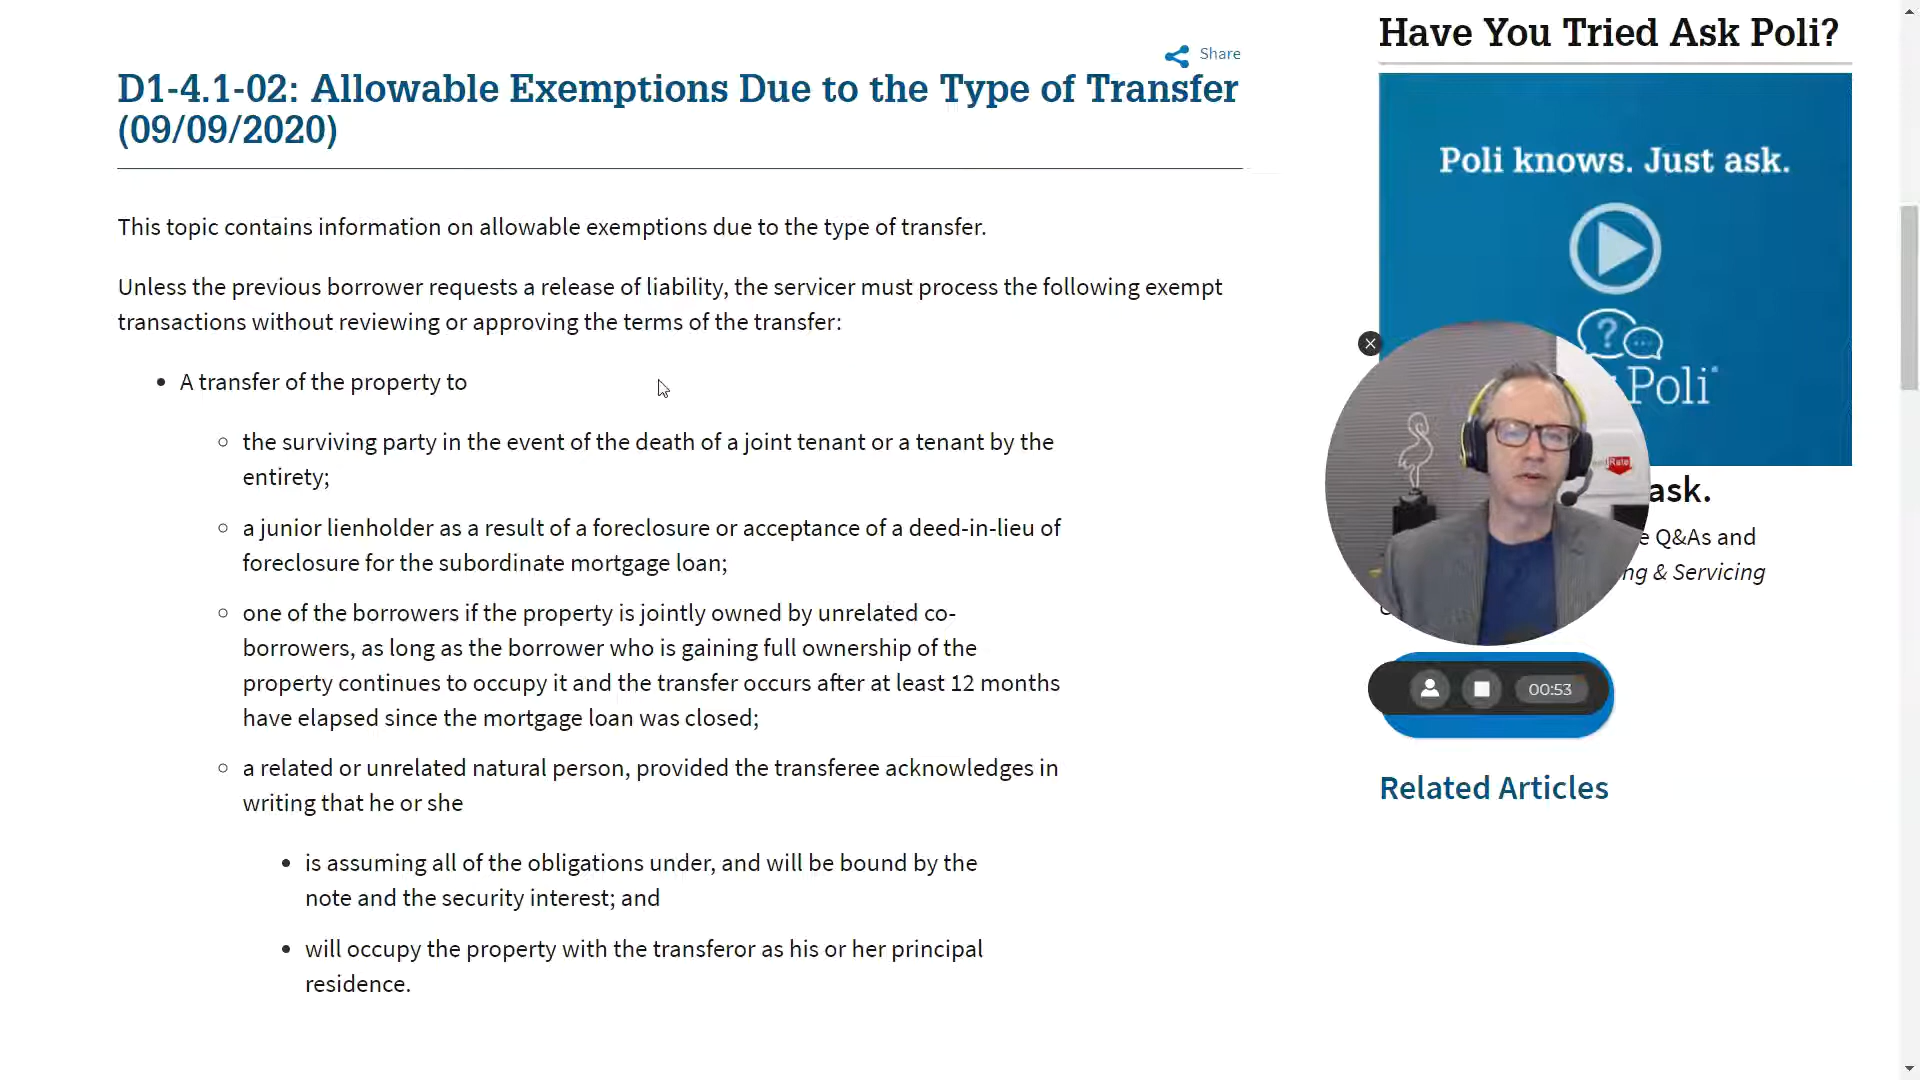 Share
D1-4.1-02: Allowable Exemptions Due to the Type of Transfer
(09/09/2020)
This topic contains information on allowable exemptions due to the type of transfer.
Unless the previous borrower requests a release of liability, the servicer must process the following exempt
transactions without reviewing or approving the terms of the transfer:
• A transfer of the property to
○ the surviving party in the event of the death of a joint tenant or a tenant by the
entirety;
○ a junior lienholder as a result of a foreclosure or acceptance of a deed-in-lieu of
foreclosure for the subordinate mortgage loan;
○ one of the borrowers if the property is jointly owned by unrelated co-
borrowers, as long as the borrower who is gaining full ownership of the
property continues to occupy it and the transfer occurs after at least 12 months
have elapsed since the mortgage loan was closed;
○ a related or unrelated natural person, provided the transferee acknowledges in
writing that he or she
• is assuming all of the obligations under, and will be bound by the
note and the security interest; and
• will occupy the property with the transferor as his or her principal
residence.
Have You Tried Ask Poli?
Poli knows. Just ask.
Poli
ask.
Q&As and
& Servicing
00:53
Related Articles